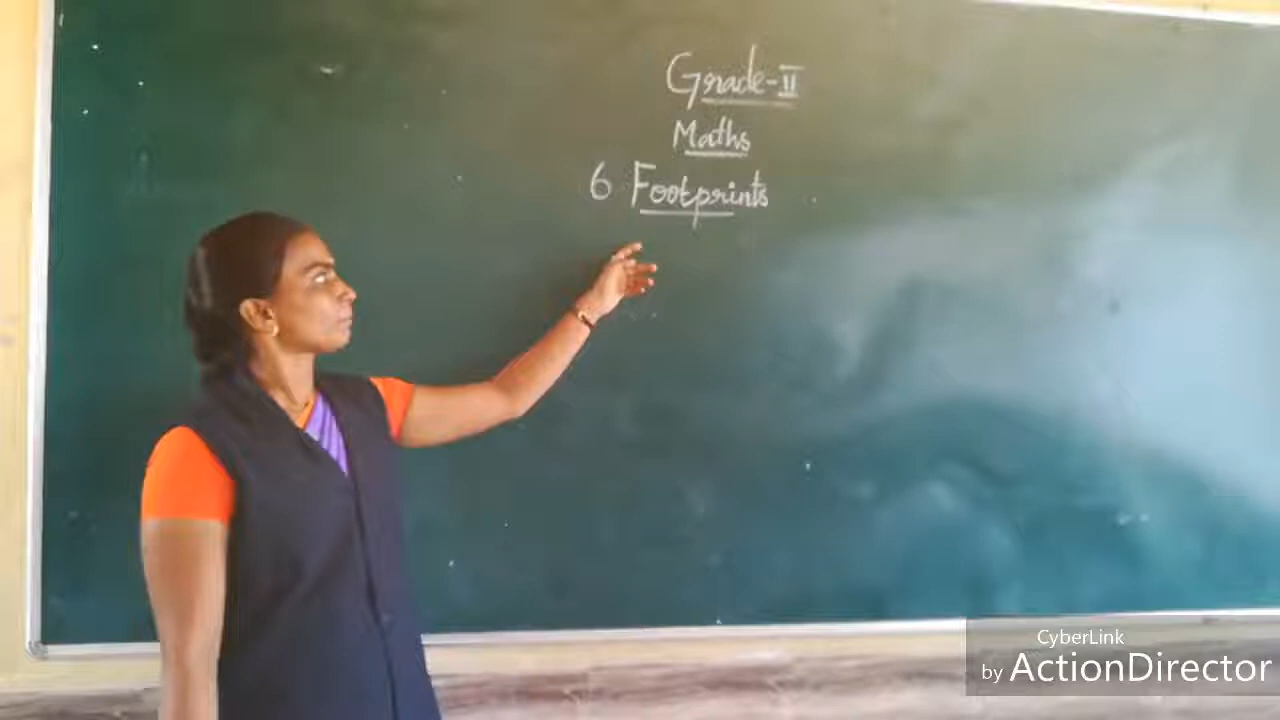 Grade-II
Maths
6 Footprints
CyberLink
by ActionDirector